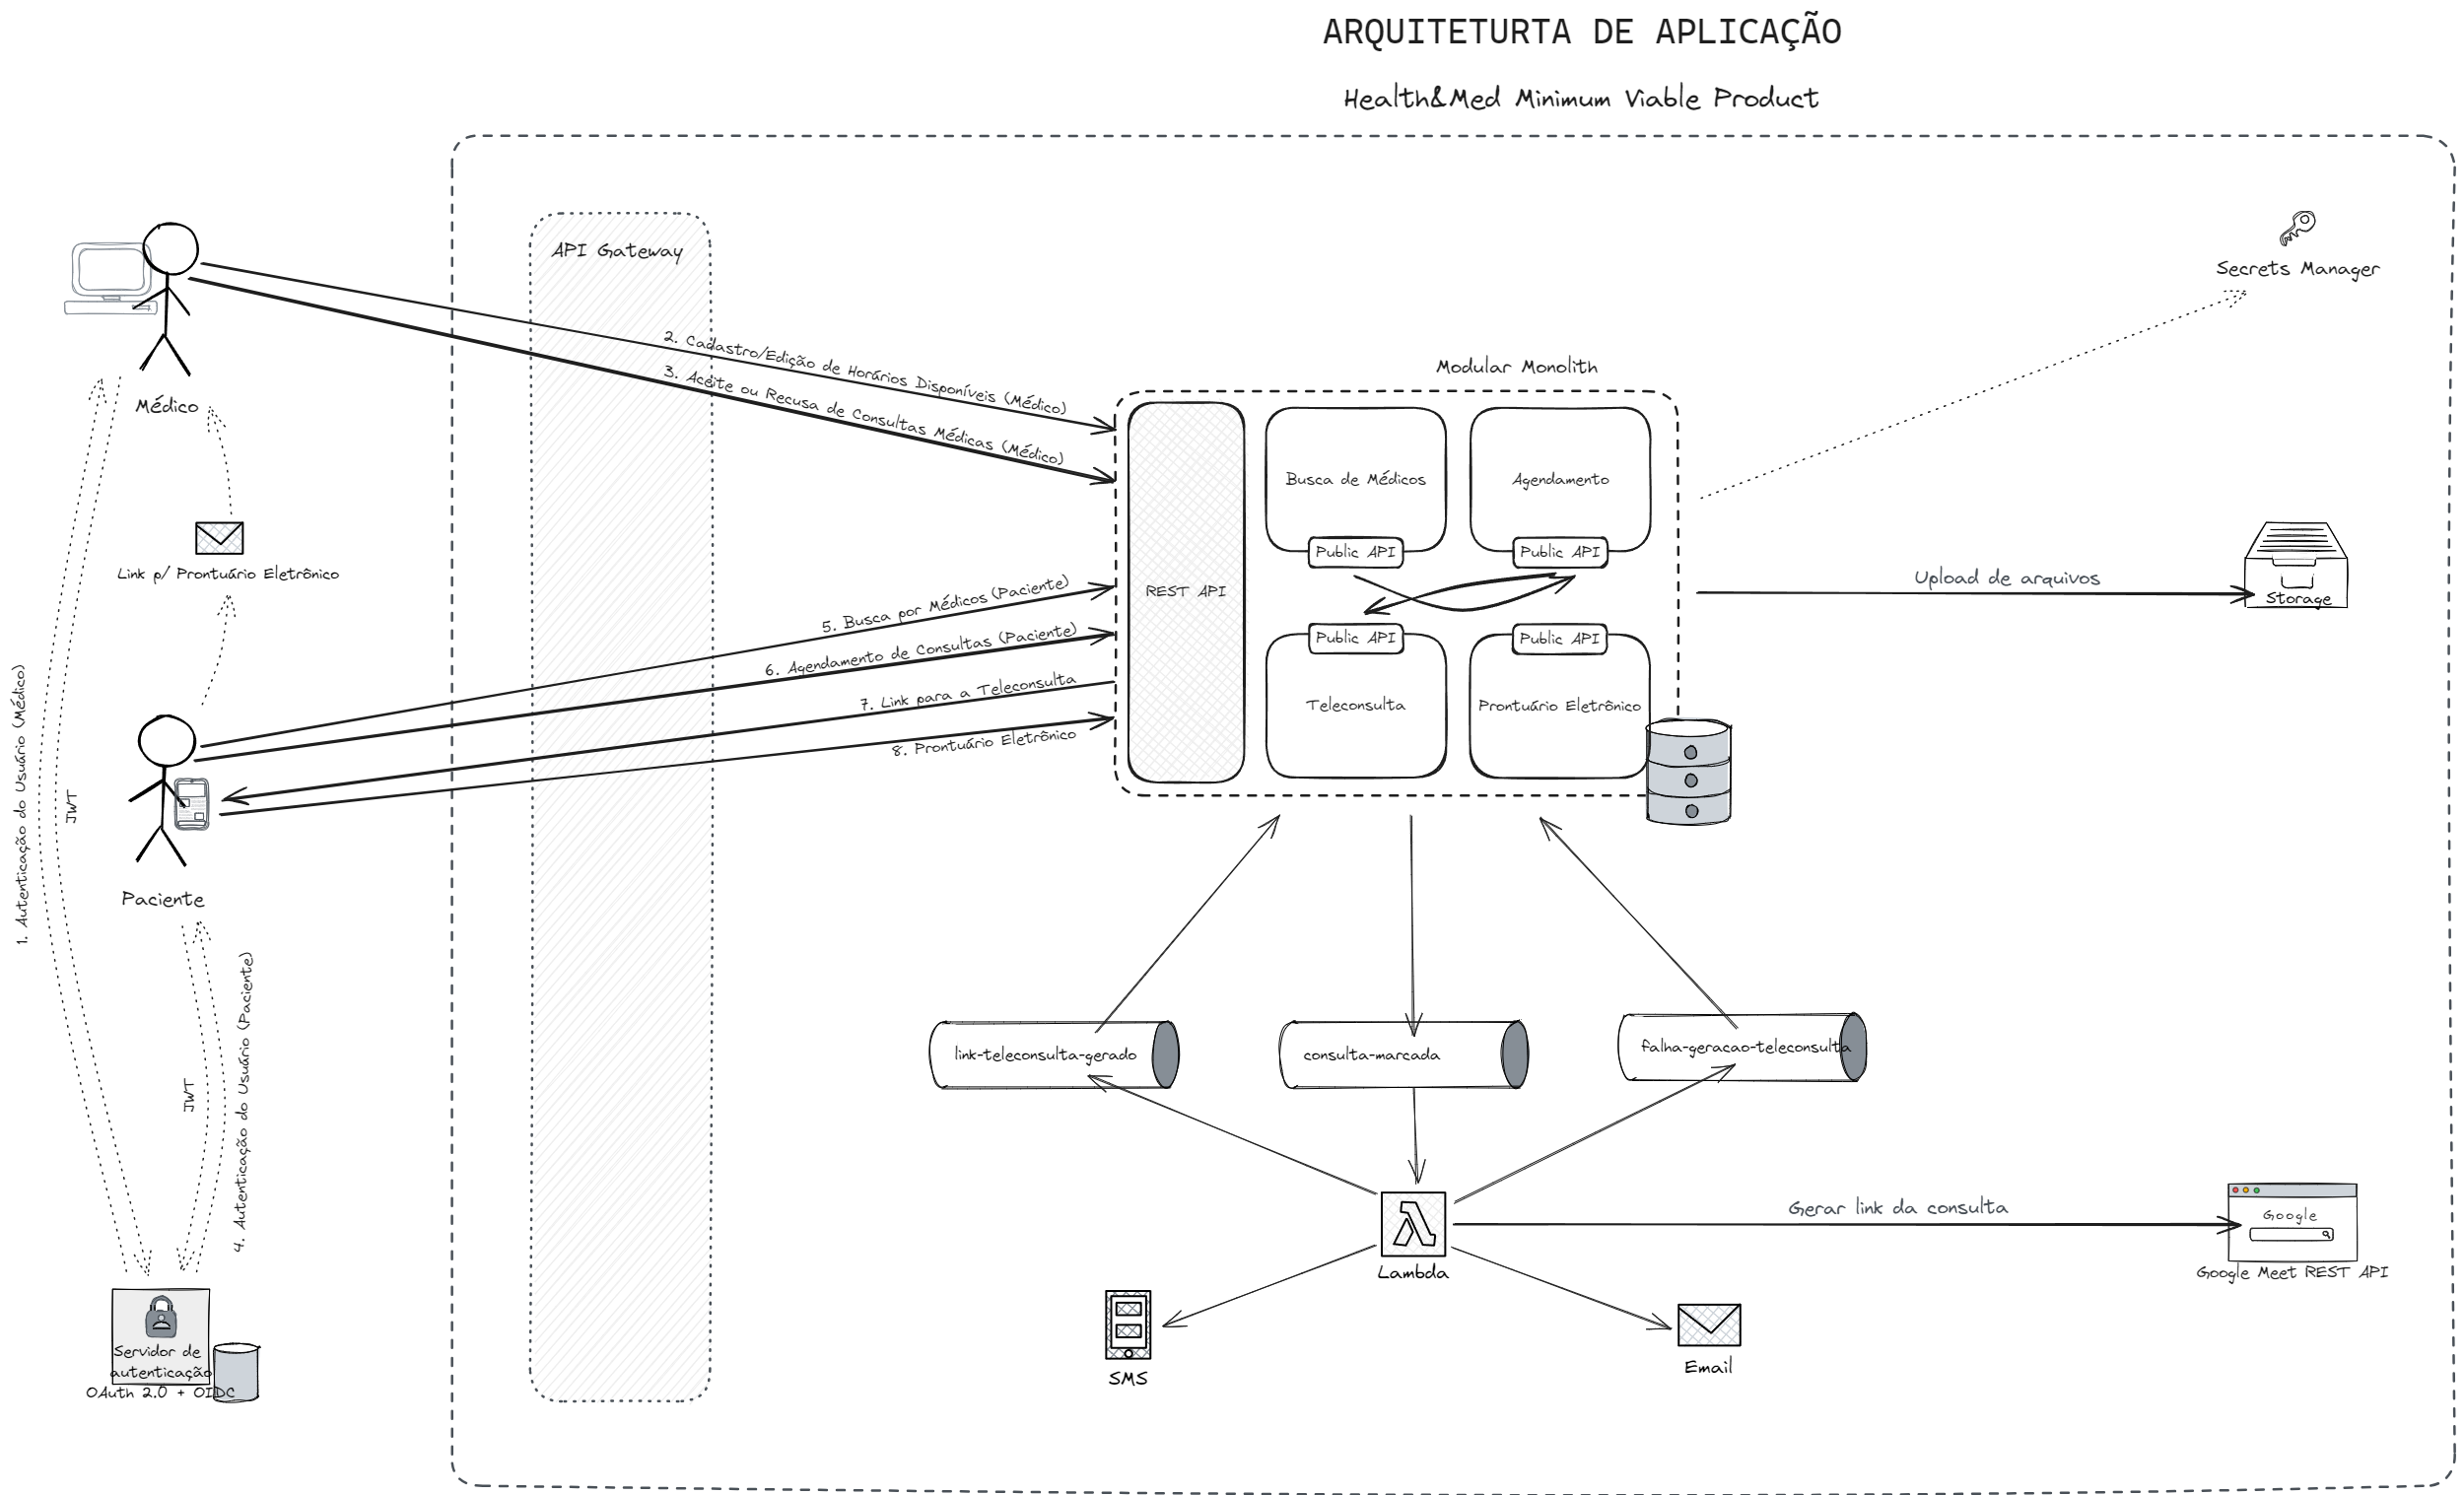 ARQUITETURTA DE APLICAÇÃO
Health&Med Minimum Viable Product
API Gateway
Secrets Manager
2. Cadastro/Edição de Horários Disponíveis (Médico)
3. Aceite ou Recusa de Consultas Médicas (Médico)
Modular Monolith
Médico
Busca de Médicos
Agendamento
Public API
Public API
Link p/ Prontuário Eletrônico
Upload de arquivos
Storage
REST API
5. Busca por Médicos (Paciente)
6. Agendamento de Consultas (Paciente)
7. Link para a Teleconsulta
8. Prontuário Eletrônico
Public API
Public API
Teleconsulta
Prontuário Eletrônico
1. Autenticação do Usuário (Médico)
JWT
Paciente
JWT
4. Autenticação do Usuário (Paciente)
link-teleconsulta-gerado
consulta-marcada
falha-geracao-teleconsulta
Gerar link da consulta
Google
Google Meet REST API
Lambda
SMS
Email
Servidor de
autenticação
OAuth 2.0 + OIDC